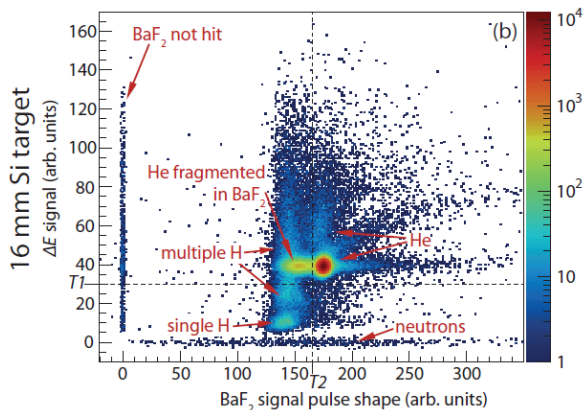 BaF2 not hit
(b)
He fragmented
in BaF2
multiple H
He
single H
neutrons
16 mm Si target
ΔE signal (arb. units)
160
140
120
100
80
60
40
T1
20
0
0
50
100
150
T2
200
250
300
BaF2 signal pulse shape (arb. units)
10^4
10^3
10^2
10
1